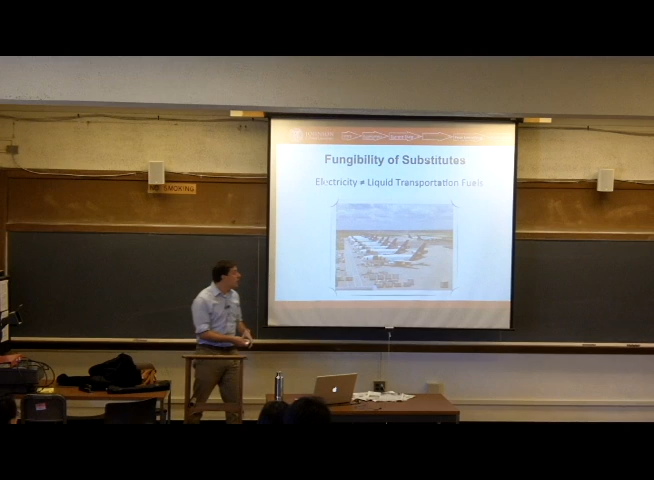 Fungibility of Substitutes
Electricity ≠ Liquid Transportation Fuels
NO SMOKING